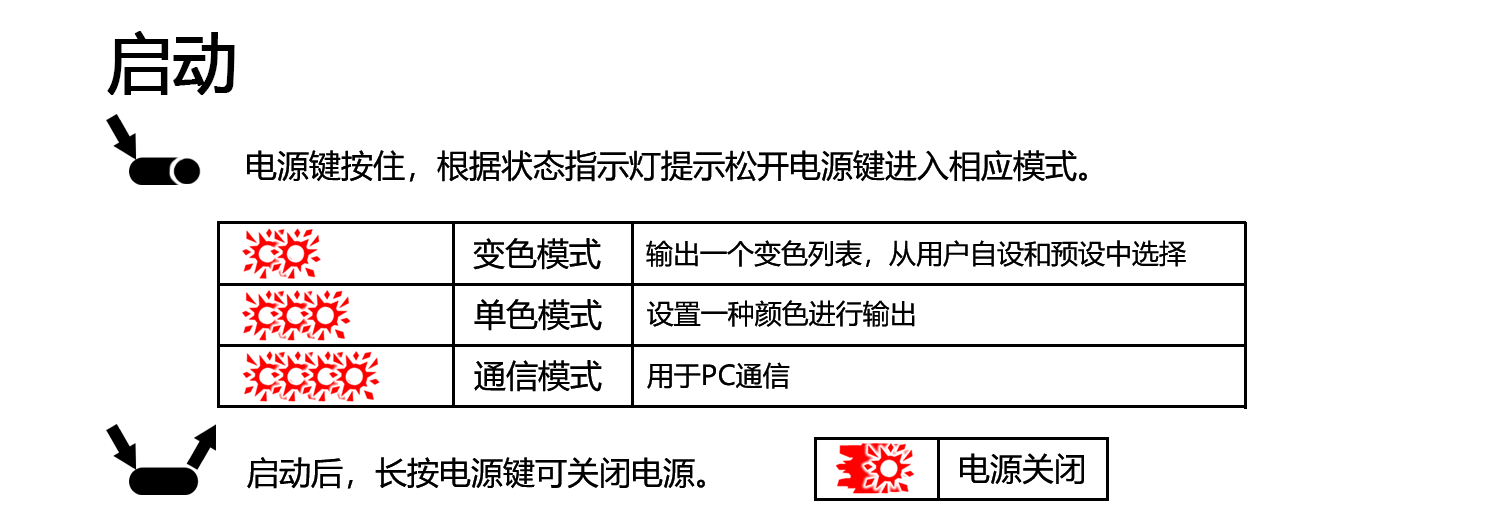 启动
电源键按住，根据状态指示灯提示松开电源键进入相应模式。
变色模式 输出一个变色列表，从用户自设和预设中选择
单色模式 设置一种颜色进行输出
通信模式 用于PC通信
启动后，长按电源键可关闭电源。 电源关闭